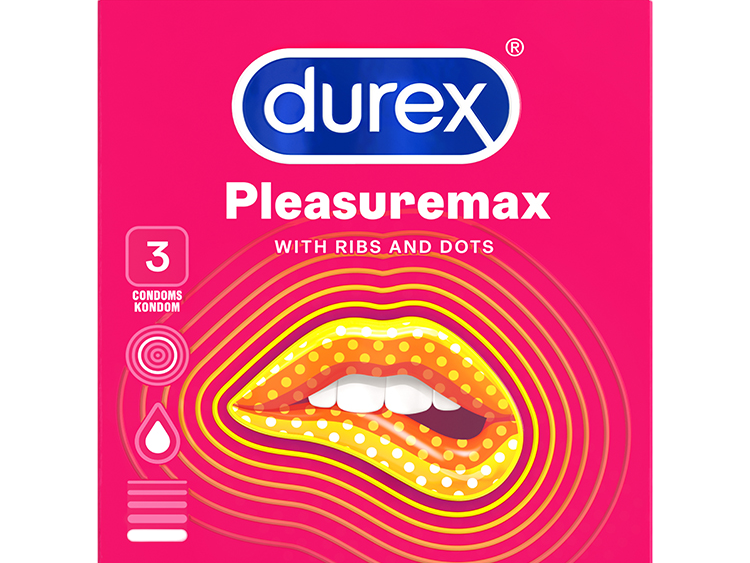 durex®
Pleasuremax
WITH RIBS AND DOTS
3
CONDOMS
KONDOM